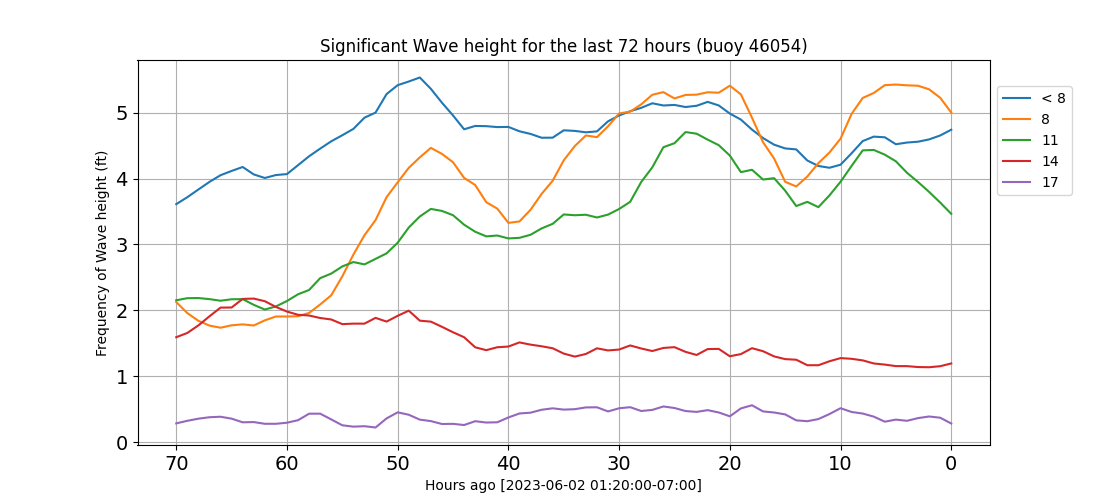 Significant Wave height for the last 72 hours (buoy 46054)
Frequency of Wave height (ft)
5
4
3
2
1
0
70 60 50 40 30 20 10 0
Hours ago [2023-06-02 01:20:00-07:00]
< 8
8
11
14
17